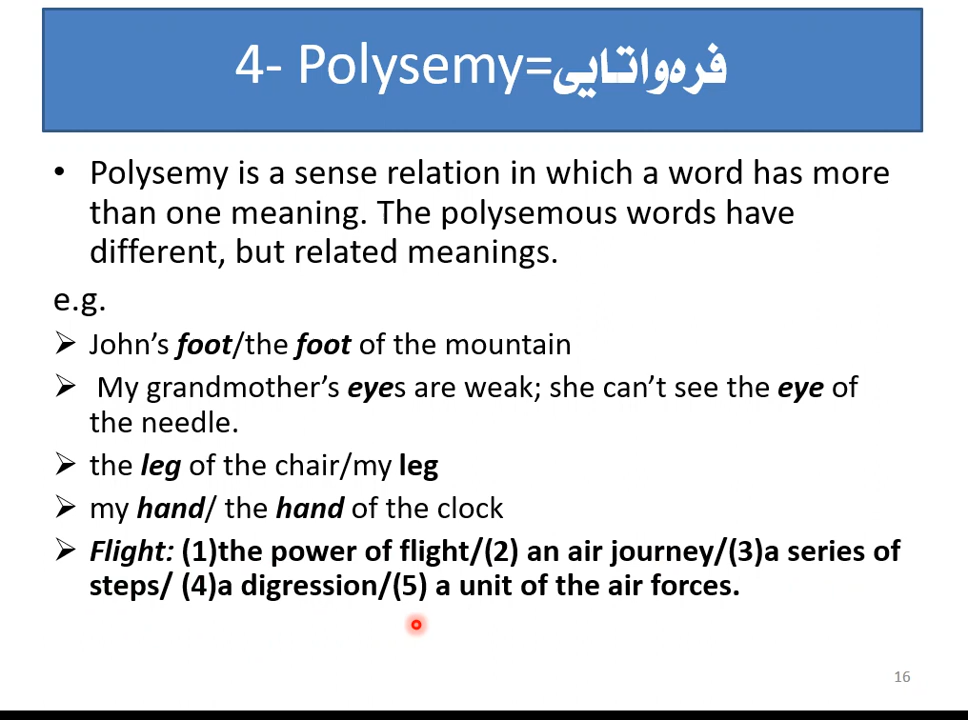 4- Polysemy=فرەواتایی
• Polysemy is a sense relation in which a word has more
than one meaning. The polysemous words have
different, but related meanings.
e.g.
➢ John’s foot/the foot of the mountain
➢ My grandmother’s eyes are weak; she can’t see the eye of
the needle.
➢ the leg of the chair/my leg
➢ my hand/ the hand of the clock
➢ Flight: (1)the power of flight/(2) an air journey/(3)a series of
steps/ (4)a digression/(5) a unit of the air forces.
16